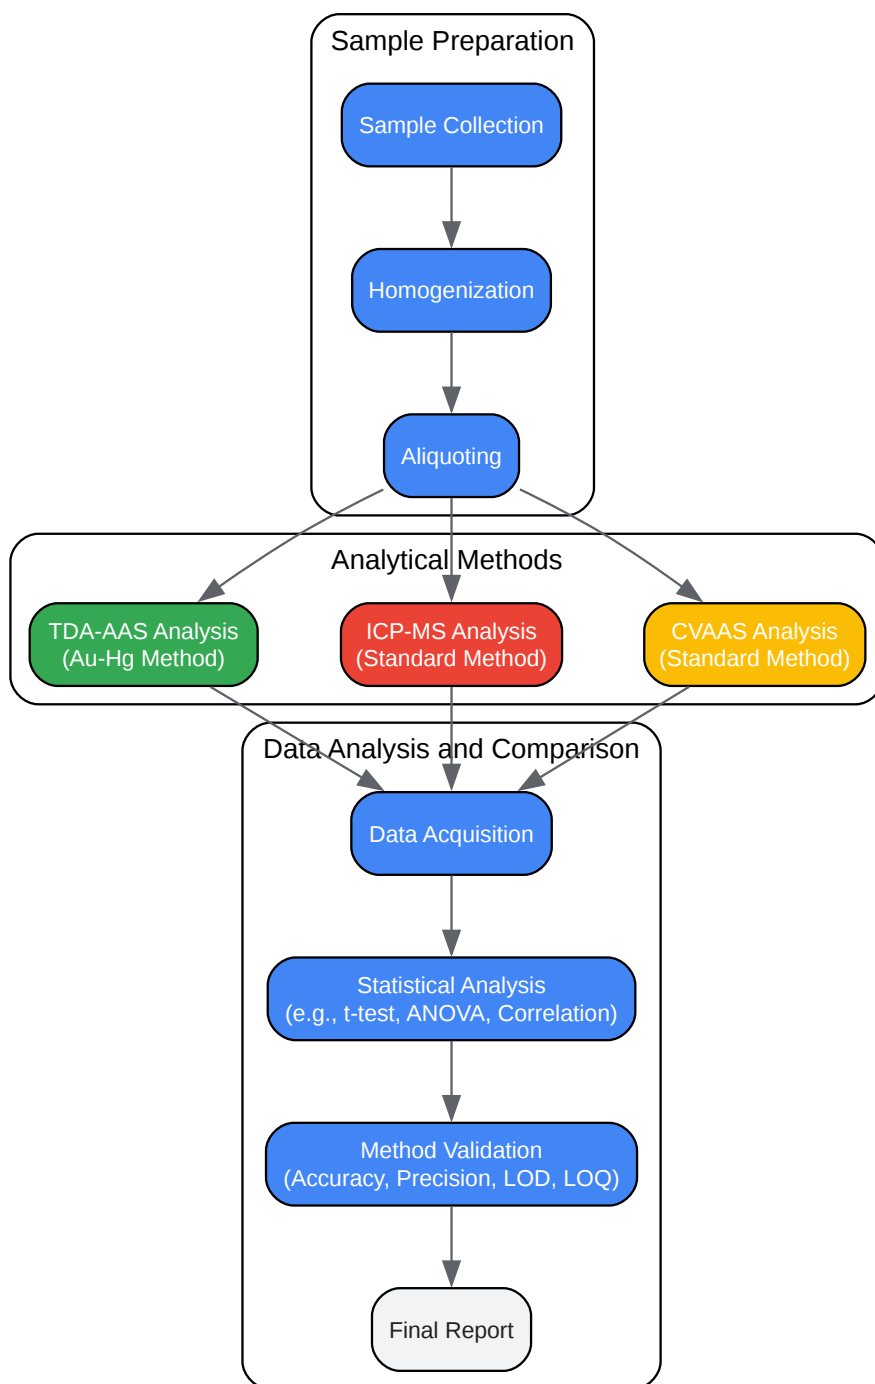 Sample Preparation
Sample Collection
Homogenization
Aliquoting
Analytical Methods
TDA-AAS Analysis
(Au-Hg Method)
ICP-MS Analysis
(Standard Method)
CVAAS Analysis
(Standard Method)
Data Analysis and Comparison
Data Acquisition
Statistical Analysis
(e.g., t-test, ANOVA, Correlation)
Method Validation
(Accuracy, Precision, LOD, LOQ)
Final Report